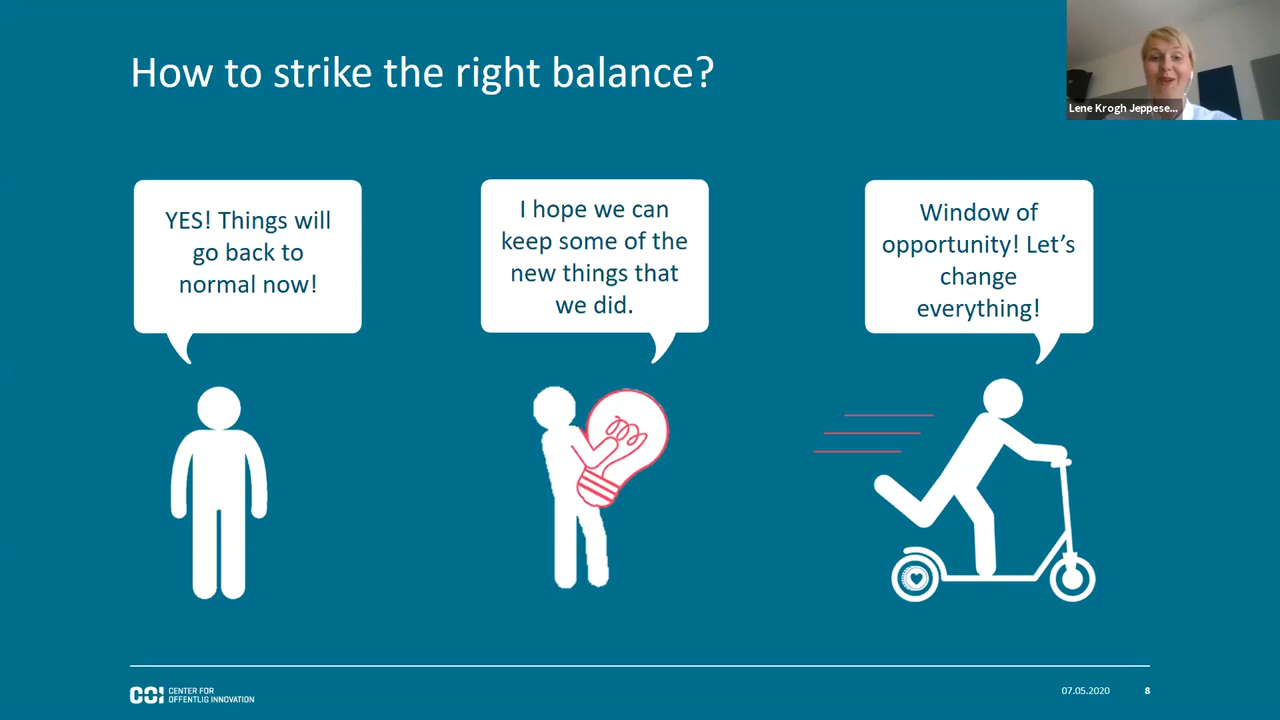 How to strike the right balance?
Lene Krogh Jeppese...
YES! Things will
go back to
normal now!
I hope we can
keep some of the
new things that
we did.
Window of
opportunity! Let's
change
everything!
COI CENTER FOR
OFFENTLIG INNOVATION
07.05.2020 8